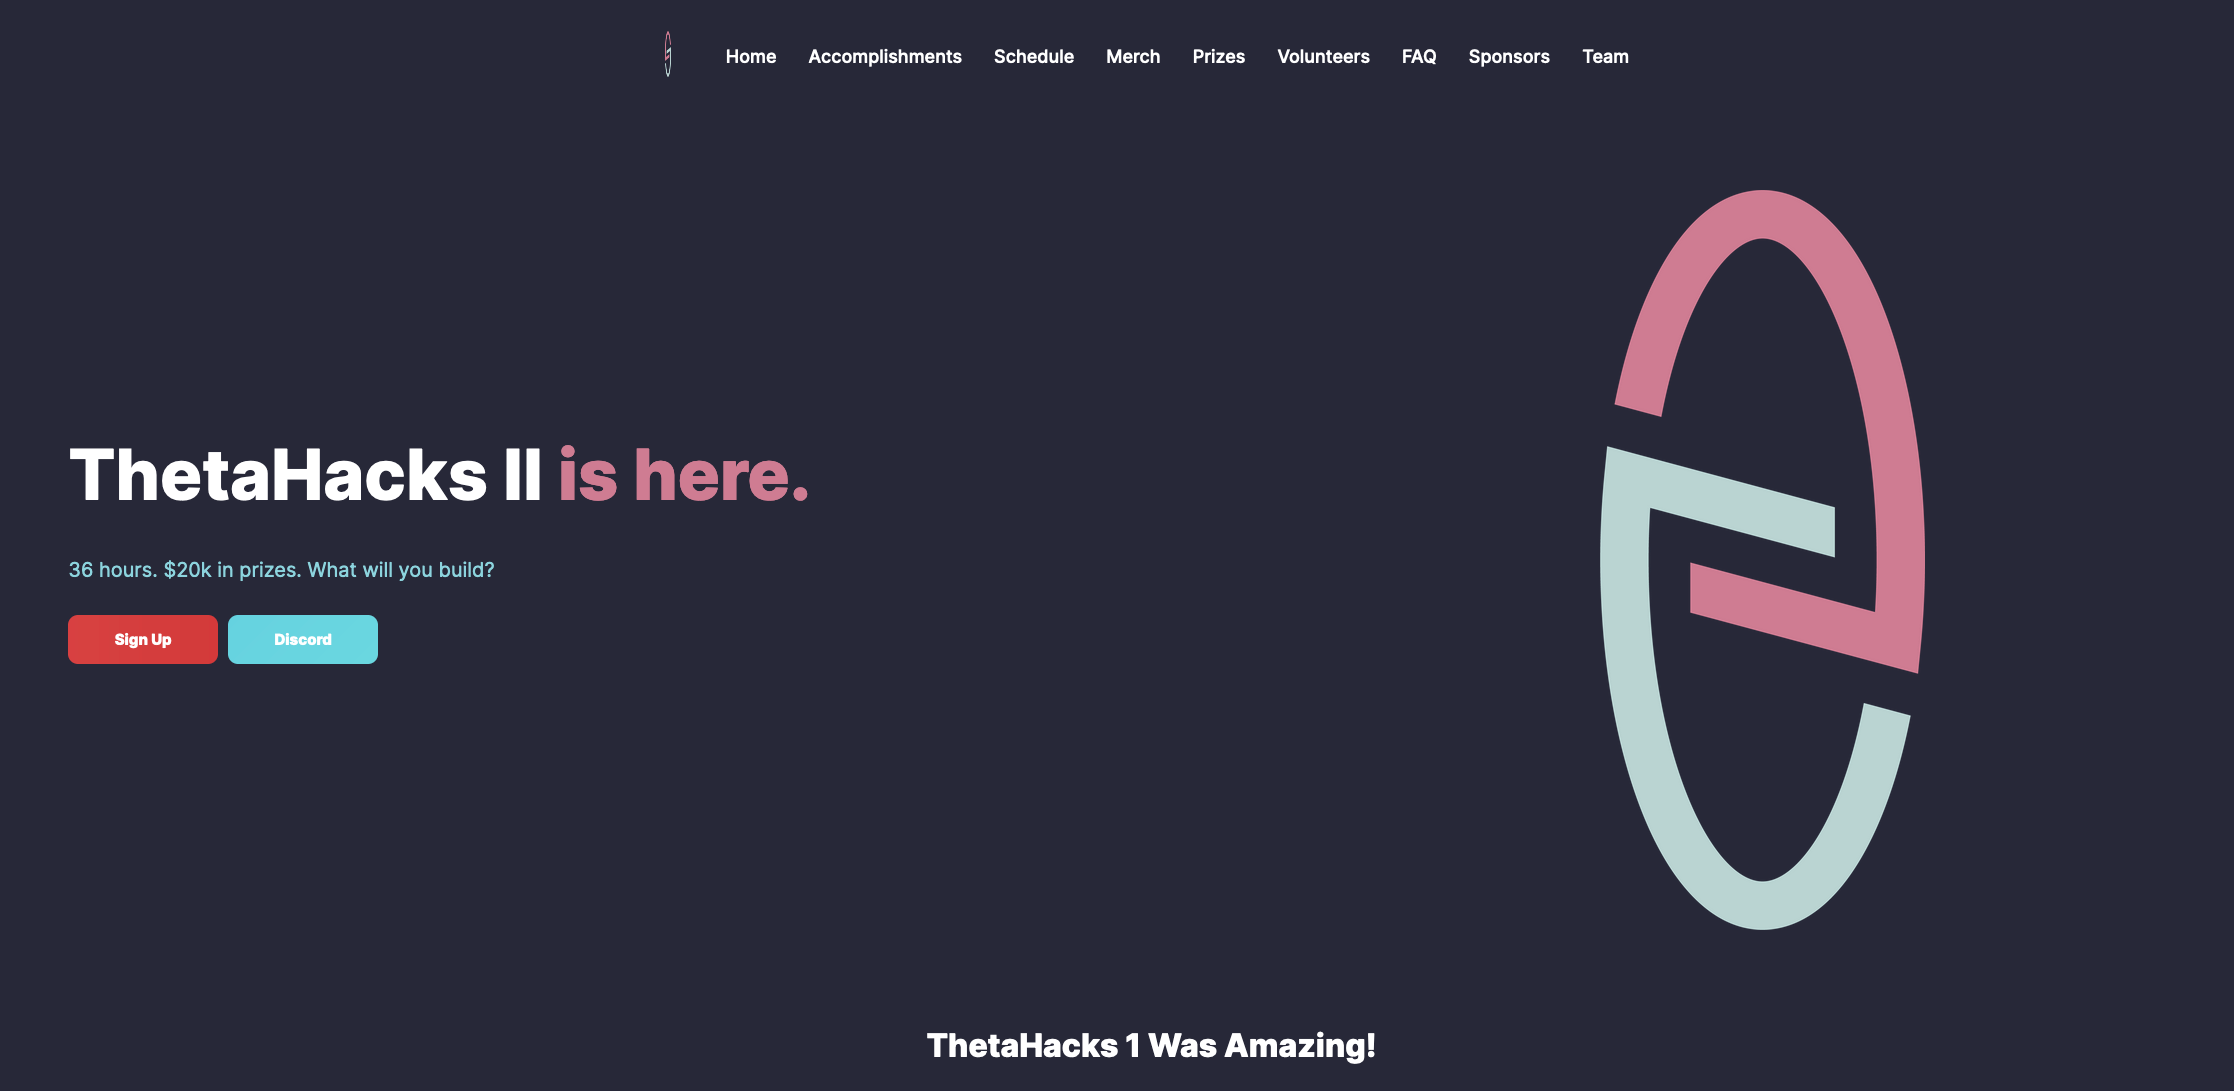 Home Accomplishments Schedule Merch Prizes Volunteers FAQ Sponsors Team
ThetaHacks II is here.
36 hours. $20k in prizes. What will you build?
Sign Up Discord
ThetaHacks 1 Was Amazing!